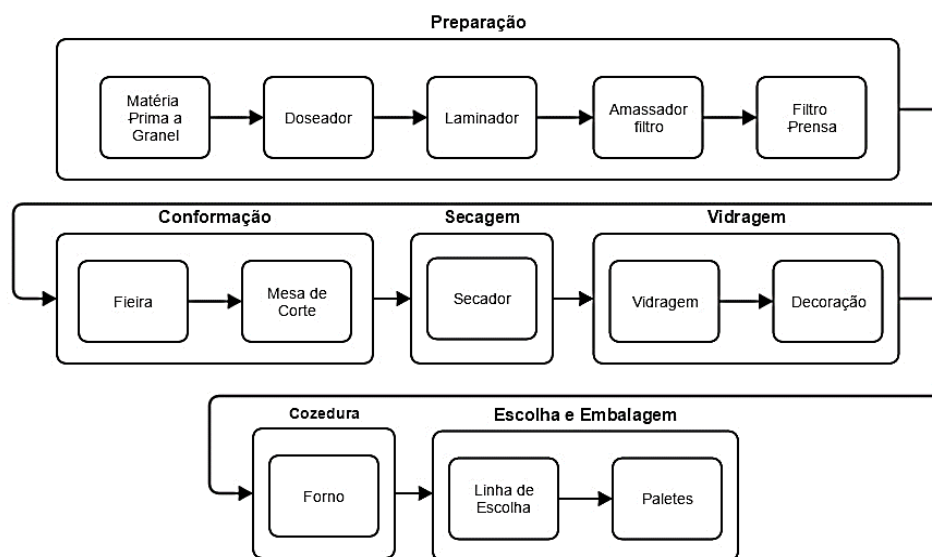 Preparação
Matéria
Prima a
Granel
Doseador
Laminador
Amassador
filtro
Filtro
Prensa
Conformação
Secagem
Vidragem
Fieira
Mesa de
Corte
Secador
Vidragem
Decoração
Cozedura
Escolha e Embalagem
Forno
Linha de
Escolha
Paletes